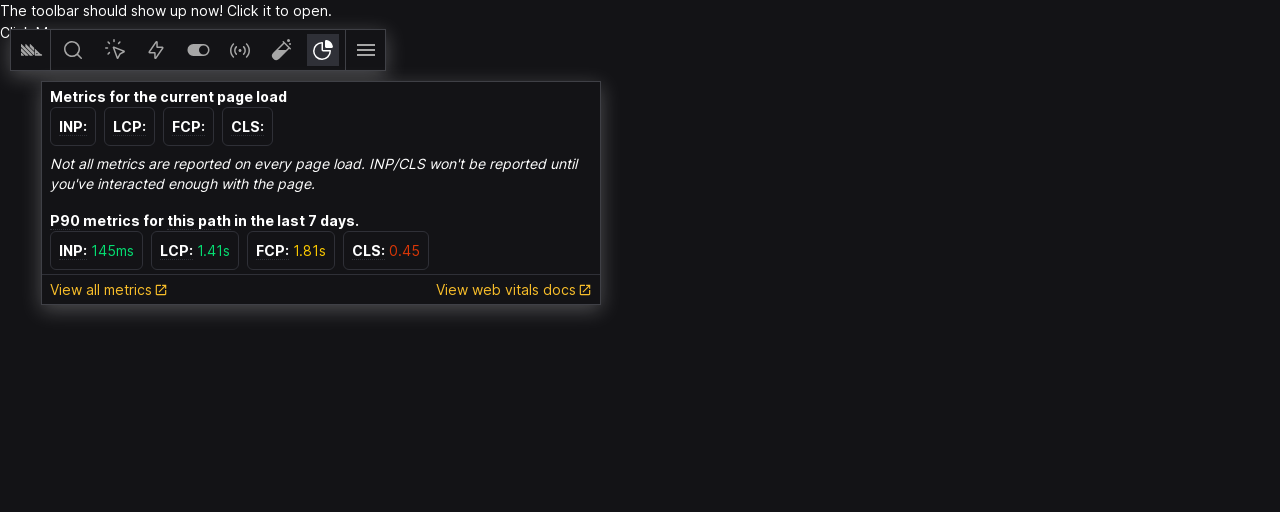 The toolbar should show up now! Click it to open.
Metrics for the current page load
INP: LCP: FCP: CLS:
Not all metrics are reported on every page load. INP/CLS won't be reported until
you've interacted enough with the page.
P90 metrics for this path in the last 7 days.
INP: 145ms LCP: 1.41s FCP: 1.81s CLS: 0.45
View all metrics View web vitals docs